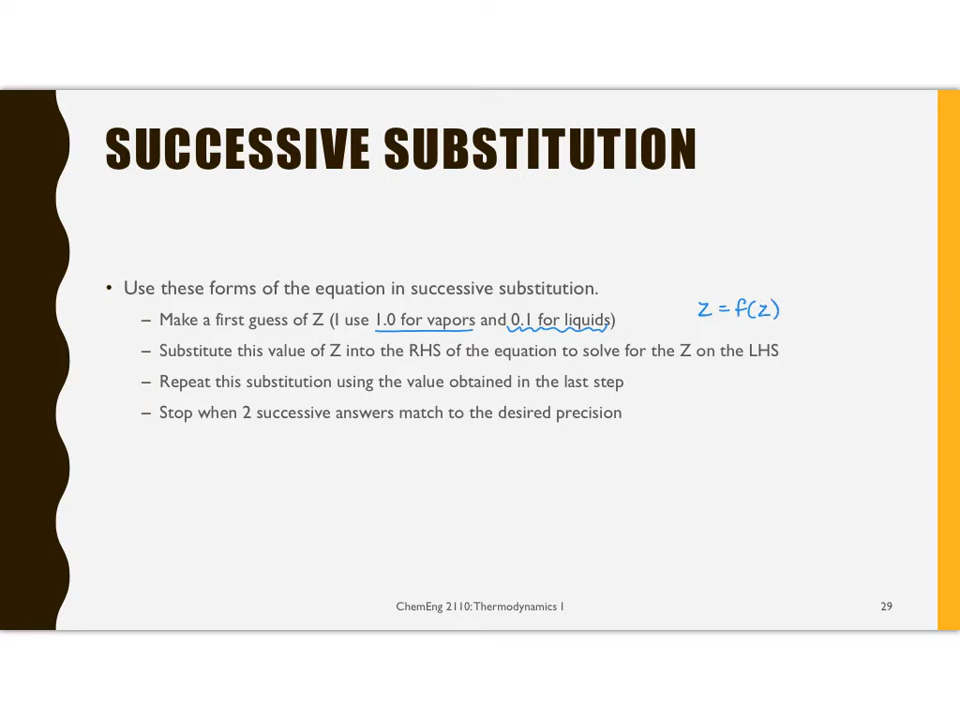 SUCCESSIVE SUBSTITUTION
• Use these forms of the equation in successive substitution.
– Make a first guess of Z (I use 1.0 for vapors and 0.1 for liquids)
z = f(z)
– Substitute this value of Z into the RHS of the equation to solve for the Z on the LHS
– Repeat this substitution using the value obtained in the last step
– Stop when 2 successive answers match to the desired precision
ChemEng 2110: Thermodynamics I
29